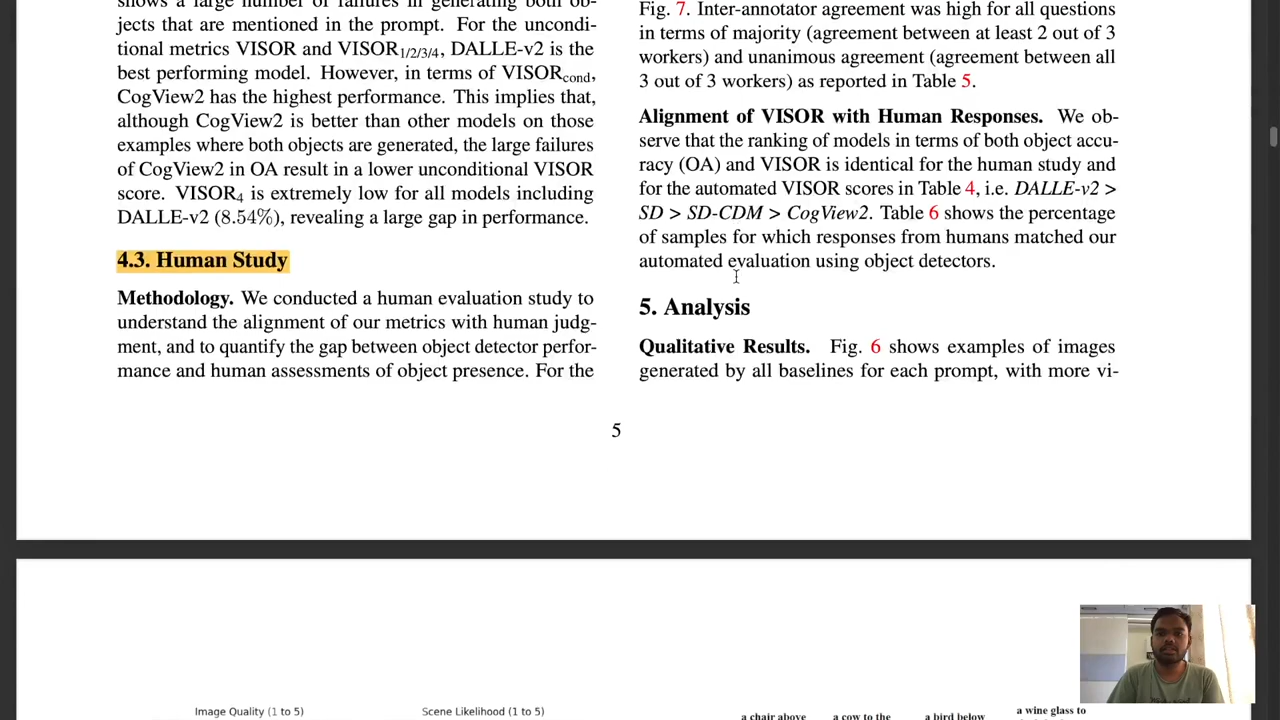 shows a large number of failures in generating both ob-
jects that are mentioned in the prompt. For the uncondi-
tional metrics VISOR and VISOR1/2/3/4, DALLE-v2 is the
best performing model. However, in terms of VISORcond,
CogView2 has the highest performance. This implies that,
although CogView2 is better than other models on those
examples where both objects are generated, the large failures
of CogView2 in OA result in a lower unconditional VISOR
score. VISOR4 is extremely low for all models including
DALLE-v2 (8.54%), revealing a large gap in performance.
4.3. Human Study
Methodology. We conducted a human evaluation study to
understand the alignment of our metrics with human judg-
ment, and to quantify the gap between object detector perfor-
mance and human assessments of object presence. For the
Fig. 7. Inter-annotator agreement was high for all questions
in terms of majority (agreement between at least 2 out of 3
workers) and unanimous agreement (agreement between all
3 out of 3 workers) as reported in Table 5.
Alignment of VISOR with Human Responses. We ob-
serve that the ranking of models in terms of both object accu-
racy (OA) and VISOR is identical for the human study and
for the automated VISOR scores in Table 4, i.e. DALLE-v2 >
SD > SD-CDM > CogView2. Table 6 shows the percentage
of samples for which responses from humans matched our
automated evaluation using object detectors.
5. Analysis
Qualitative Results. Fig. 6 shows examples of images
generated by all baselines for each prompt, with more vi-
5
Image Quality (1 to 5)
Scene Likelihood (1 to 5)
a chair above
a cow to the
a bird below
a wine glass to